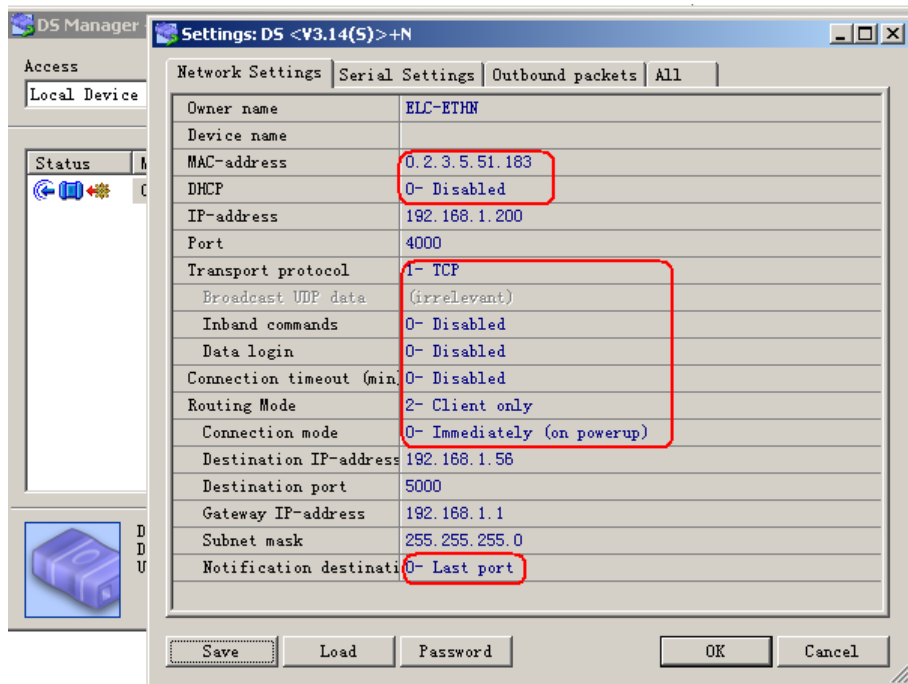 DS Manager -
Settings: DS <V3.14(S)>+N
Access
Local Device
Network Settings Serial Settings Outbound packets All
Status M
Owner name ELC-ETHN
Device name
MAC-address 0.2.3.5.51.183
DHCP 0- Disabled
IP-address 192.168.1.200
Port 4000
Transport protocol 1- TCP
Broadcast UDP data (irrelevant)
Inband commands 0- Disabled
Data login 0- Disabled
Connection timeout (min) 0- Disabled
Routing Mode 2- Client only
Connection mode 0- Immediately (on powerup)
Destination IP-address 192.168.1.56
Destination port 5000
Gateway IP-address 192.168.1.1
Subnet mask 255.255.255.0
Notification destinati 0- Last port
D
D
U
Save Load Password OK Cancel